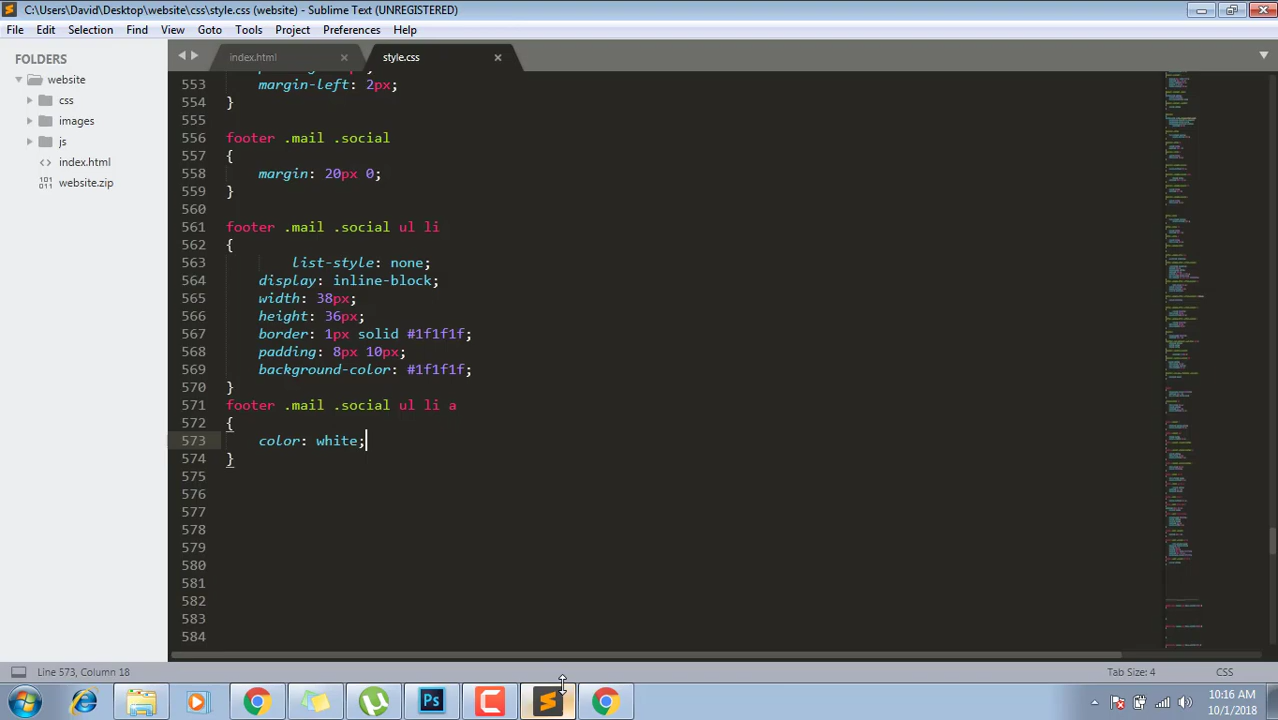 C:\Users\David\Desktop\website\css\style.css (website) - Sublime Text (UNREGISTERED)
File Edit Selection Find View Goto Tools Project Preferences Help
FOLDERS
website
css
images
js
index.html
website.zip
index.html
style.css
553 margin-left: 2px;
554 }
555
556 footer .mail .social
557 {
558 margin: 20px 0;
559 }
560
561 footer .mail .social ul li
562 {
563 list-style: none;
564 display: inline-block;
565 width: 38px;
566 height: 36px;
567 border: 1px solid #1f1f1f;
568 padding: 8px 10px;
569 background-color: #1f1f1f;
570 }
571 footer .mail .social ul li a
572 {
573 color: white;
574 }
575
576
577
578
579
580
581
582
583
584
Line 573, Column 18
Tab Size: 4
CSS
Ps
10:16 AM
10/1/2018